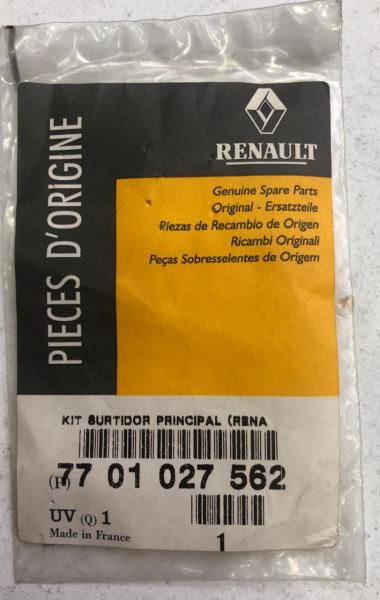 RENAULT
PIECES D'ORIGINE
Genuine Spare Parts
Original - Ersatzteile
Piezas de Recambio de Origen
Ricambi Originali
Peças Sobresselentes de Origem
KIT SURTIDOR PRINCIPAL (RENA
(P) 77 01 027 562
UV (Q) 1
Made in France
1